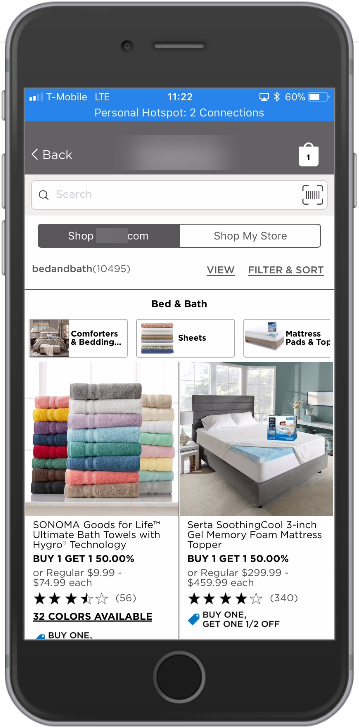 T-Mobile LTE 11:22 60%
Personal Hotspot: 2 Connections
Back
1
Search
Shop .com Shop My Store
bedandbath(10495) VIEW FILTER & SORT
Bed & Bath
Comforters
& Bedding...
Sheets
Mattress
Pads & Top
SONOMA Goods for Life™
Ultimate Bath Towels with
Hygro® Technology
BUY 1 GET 1 50.00%
or Regular $9.99 -
$74.99 each
(56)
32 COLORS AVAILABLE
BUY ONE,
Serta SoothingCool 3-inch
Gel Memory Foam Mattress
Topper
BUY 1 GET 1 50.00%
or Regular $299.99 -
$459.99 each
(340)
BUY ONE,
GET ONE 1/2 OFF